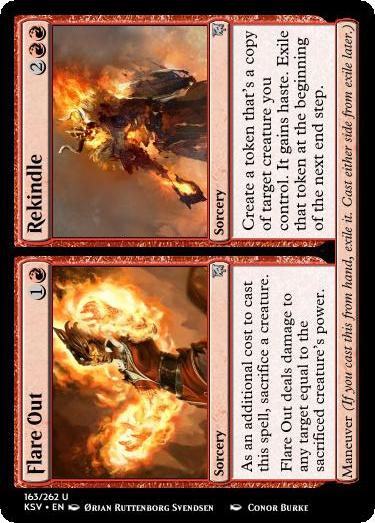 Flare Out 1RR
Sorcery
As an additional cost to cast
this spell, sacrifice a creature.
Flare Out deals damage to
any target equal to the
sacrificed creature's power.
Rekindle 2RR
Sorcery
Create a token that's a copy
of target creature you
control. It gains haste. Exile
that token at the beginning
of the next end step.
Maneuver (If you cast this from hand, exile it. Cast either side from exile later.)
163/262 U
KSV • EN Ørjan Ruttenborg Svendsen Conor Burke